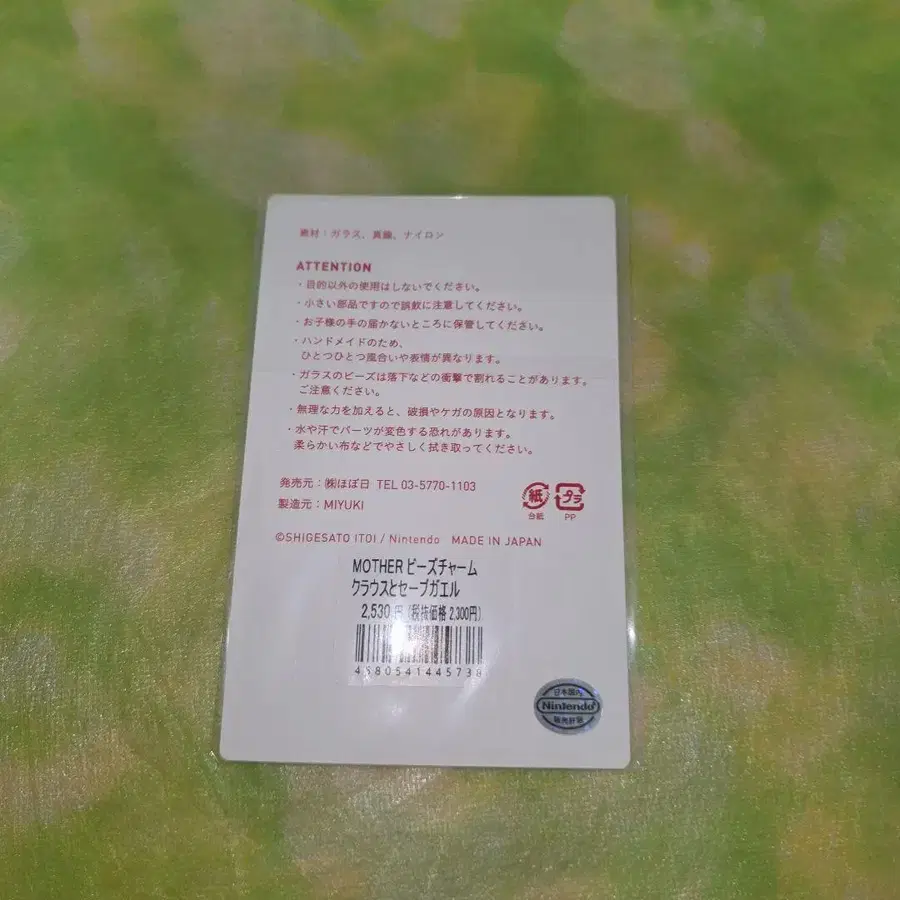 素材:ガラス、真鍮、ナイロン
ATTENTION
・目的以外の使用はしないでください。
・小さい部品ですので誤飲に注意してください。
・お子様の手の届かないところに保管してください。
・ハンドメイドのため、
ひとつひとつ風合いや表情が異なります。
・ガラスのビーズは落下などの衝撃で割れることがあります。
ご注意ください。
・無理な力を加えると、破損やケガの原因となります。
・水や汗でパーツが変色する恐れがあります。
柔らかい布などでやさしく拭き取ってください。
発売元:㈱ほぼ日 TEL 03-5770-1103
製造元:MIYUKI
紙
台紙
プラ
PP
©SHIGESATO ITOI / Nintendo MADE IN JAPAN
MOTHER ビーズチャーム
クラウスとセーブガエル
2,530 円 (税抜価格 2,300円)
4580541445738
日本国内
Nintendo
販売許諾